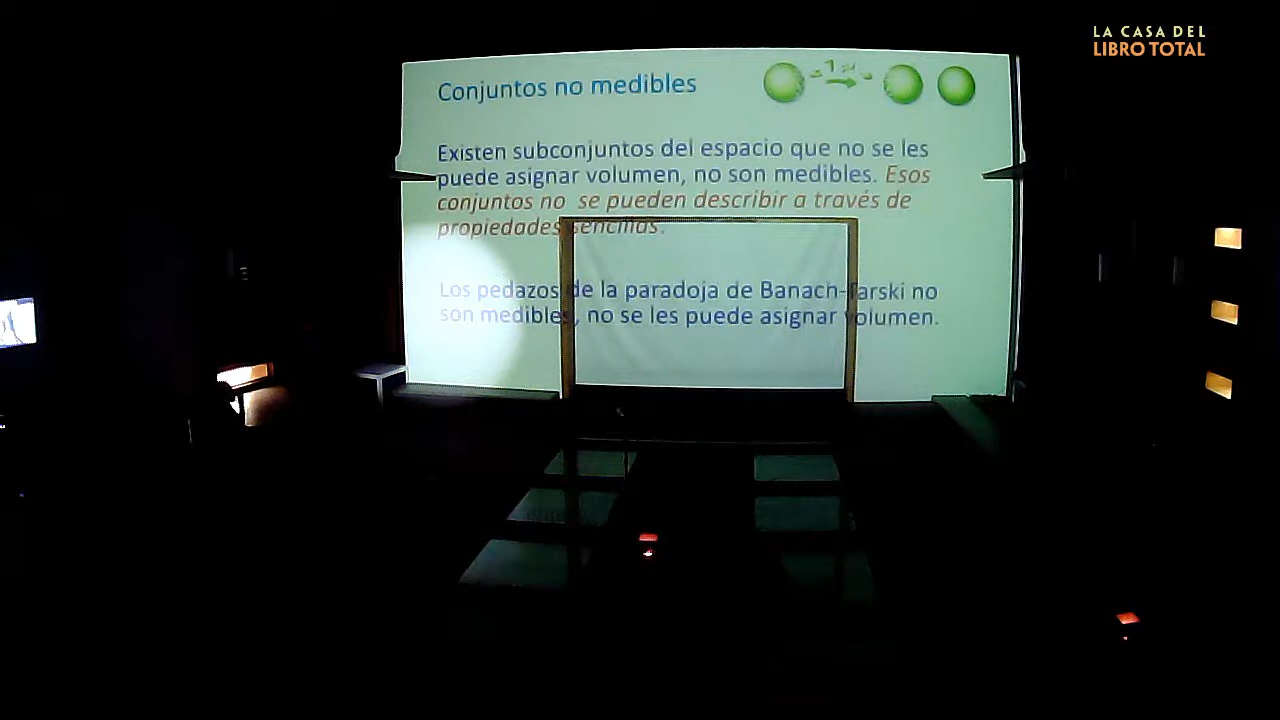 LA CASA DEL
LIBRO TOTAL
Conjuntos no medibles
Existen subconjuntos del espacio que no se les
puede asignar volumen, no son medibles. Esos
conjuntos no se pueden describir a través de
propiedades sencillas.
Los pedazos de la paradoja de Banach-Tarski no
son medibles, no se les puede asignar volumen.